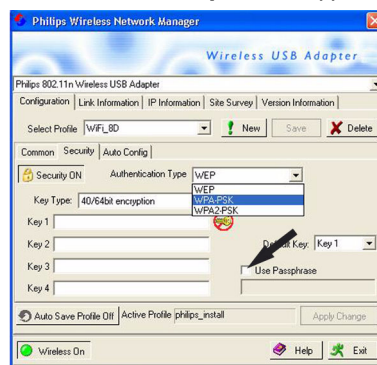 Philips Wireless Network Manager
Wireless USB Adapter
Philips 802.11n Wireless USB Adapter
Configuration Link Information IP Information Site Survey Version Information
Select Profile WiFi_8D New Save Delete
Common Security Auto Config
Security ON Authentication Type WEP
WEP
WPA-PSK
WPA2-PSK
Key Type: 40/64bit encryption
Key 1
Key 2 Key: Key 1
Key 3 Use Passphrase
Key 4
Auto Save Profile Off Active Profile philips_install Apply Change
Wireless On Help Exit